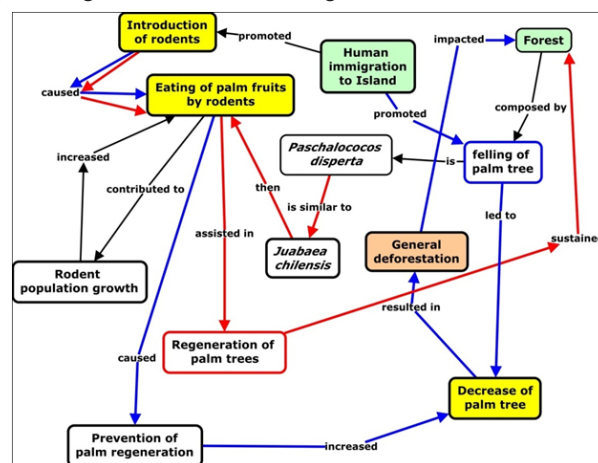 Introduction
of rodents
promoted
Human
immigration
to Island
impacted
Forest
caused
Eating of palm fruits
by rodents
promoted
composed by
increased
contributed to
Paschalococos
disperta
is
felling of
palm tree
then
is similar to
led to
assisted in
Juabaea
chilensis
General
deforestation
sustained
Rodent
population growth
resulted in
Regeneration of
palm trees
caused
Decrease of
palm tree
Prevention of
palm regeneration
increased